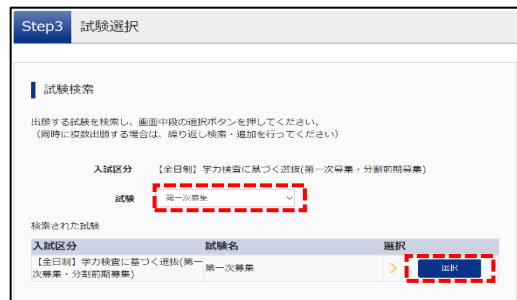 Step3 試験選択
試験検索
出願する試験を検索し、画面中段の選択ボタンを押してください。
(同時に複数出願する場合は、繰り返し検索・追加を行ってください)
入試区分 【全日制】学力検査に基づく選抜(第一次募集・分割前期募集)
試験 第一次募集
検索された試験
入試区分 試験名 選択
【全日制】学力検査に基づく選抜(第一
次募集・分割前期募集) 第一次募集 選択